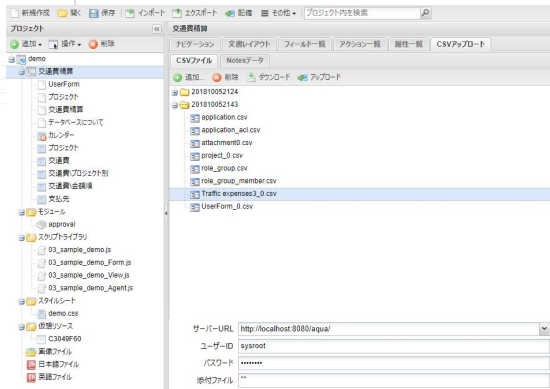 新規作成 開く 保存 インポート エクスポート 配備 その他 プロジェクト内を検索
プロジェクト
追加 操作 削除
demo
交通費精算
UserForm
プロジェクト
交通費精算
データベースについて
カレンダー
プロジェクト
交通費
交通費\プロジェクト別
交通費\金額順
支払先
モジュール
approval
スクリプトライブラリ
03_sample_demo.js
03_sample_demo_Form.js
03_sample_demo_View.js
03_sample_demo_Agent.js
スタイルシート
demo.css
仮想リソース
C3049F60
画像ファイル
日本語ファイル
英語ファイル
交通費精算
ナビゲーション 文書レイアウト フィールド一覧 アクション一覧 属性一覧 CSVアップロード
CSVファイル Notesデータ
追加... 削除 ダウンロード アップロード
201810052124
201810052143
application.csv
application_acl.csv
attachment0.csv
project_0.csv
role_group.csv
role_group_member.csv
Traffic expenses3_0.csv
UserForm_0.csv
サーバーURL http://localhost:8080/aqua/
ユーザーID sysroot
パスワード ••••••••
添付ファイル ""